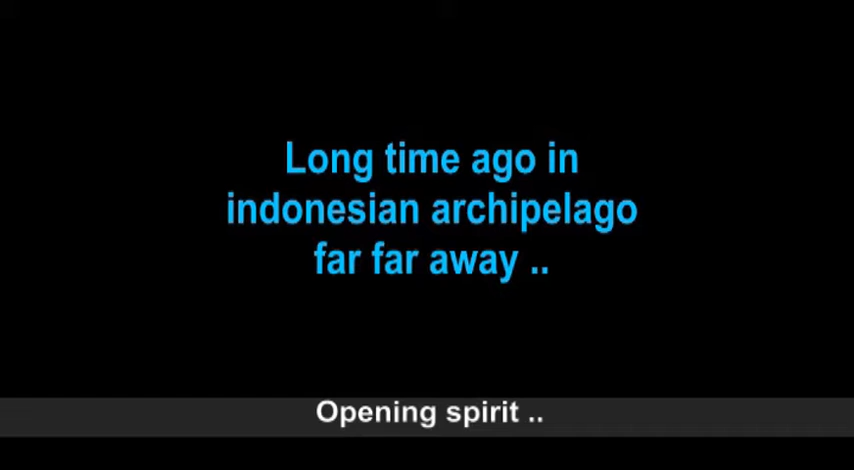 Long time ago in
indonesian archipelago
far far away ..
Opening spirit ..